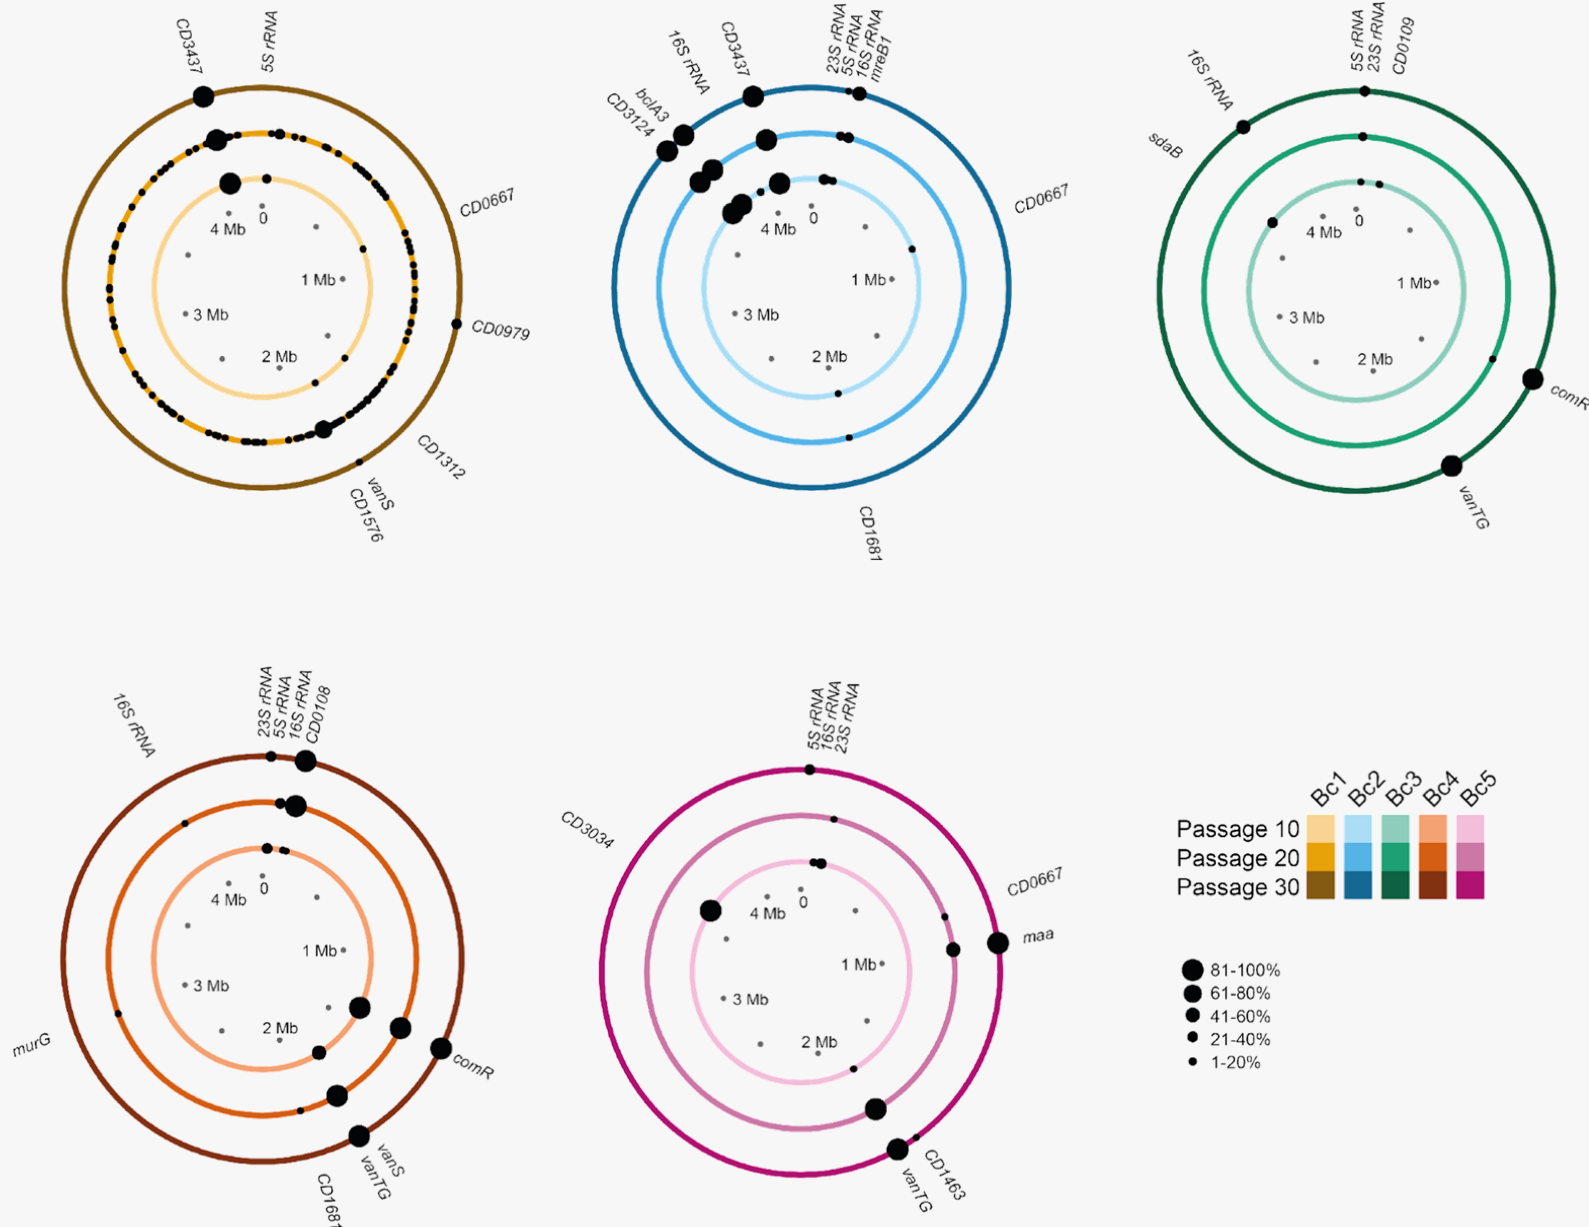 CD3437
5S rRNA
CD0667
CD0979
CD1312
vanS
CD1576
0
1 Mb
2 Mb
3 Mb
4 Mb
CD3124
bclA3
16S rRNA
CD3437
23S rRNA
5S rRNA
16S rRNA
mreB1
CD0667
CD1681
0
1 Mb
2 Mb
3 Mb
4 Mb
sdaB
16S rRNA
5S rRNA
23S rRNA
CD0109
comR
vanTG
0
1 Mb
2 Mb
3 Mb
4 Mb
16S rRNA
23S rRNA
5S rRNA
16S rRNA
CD0108
comR
vanS
vanTG
CD1681
murG
0
1 Mb
2 Mb
3 Mb
4 Mb
CD3034
5S rRNA
16S rRNA
23S rRNA
CD0667
maa
CD1463
vanTG
0
1 Mb
2 Mb
3 Mb
4 Mb
Bc1 Bc2 Bc3 Bc4 Bc5
Passage 10
Passage 20
Passage 30
81-100%
61-80%
41-60%
21-40%
1-20%